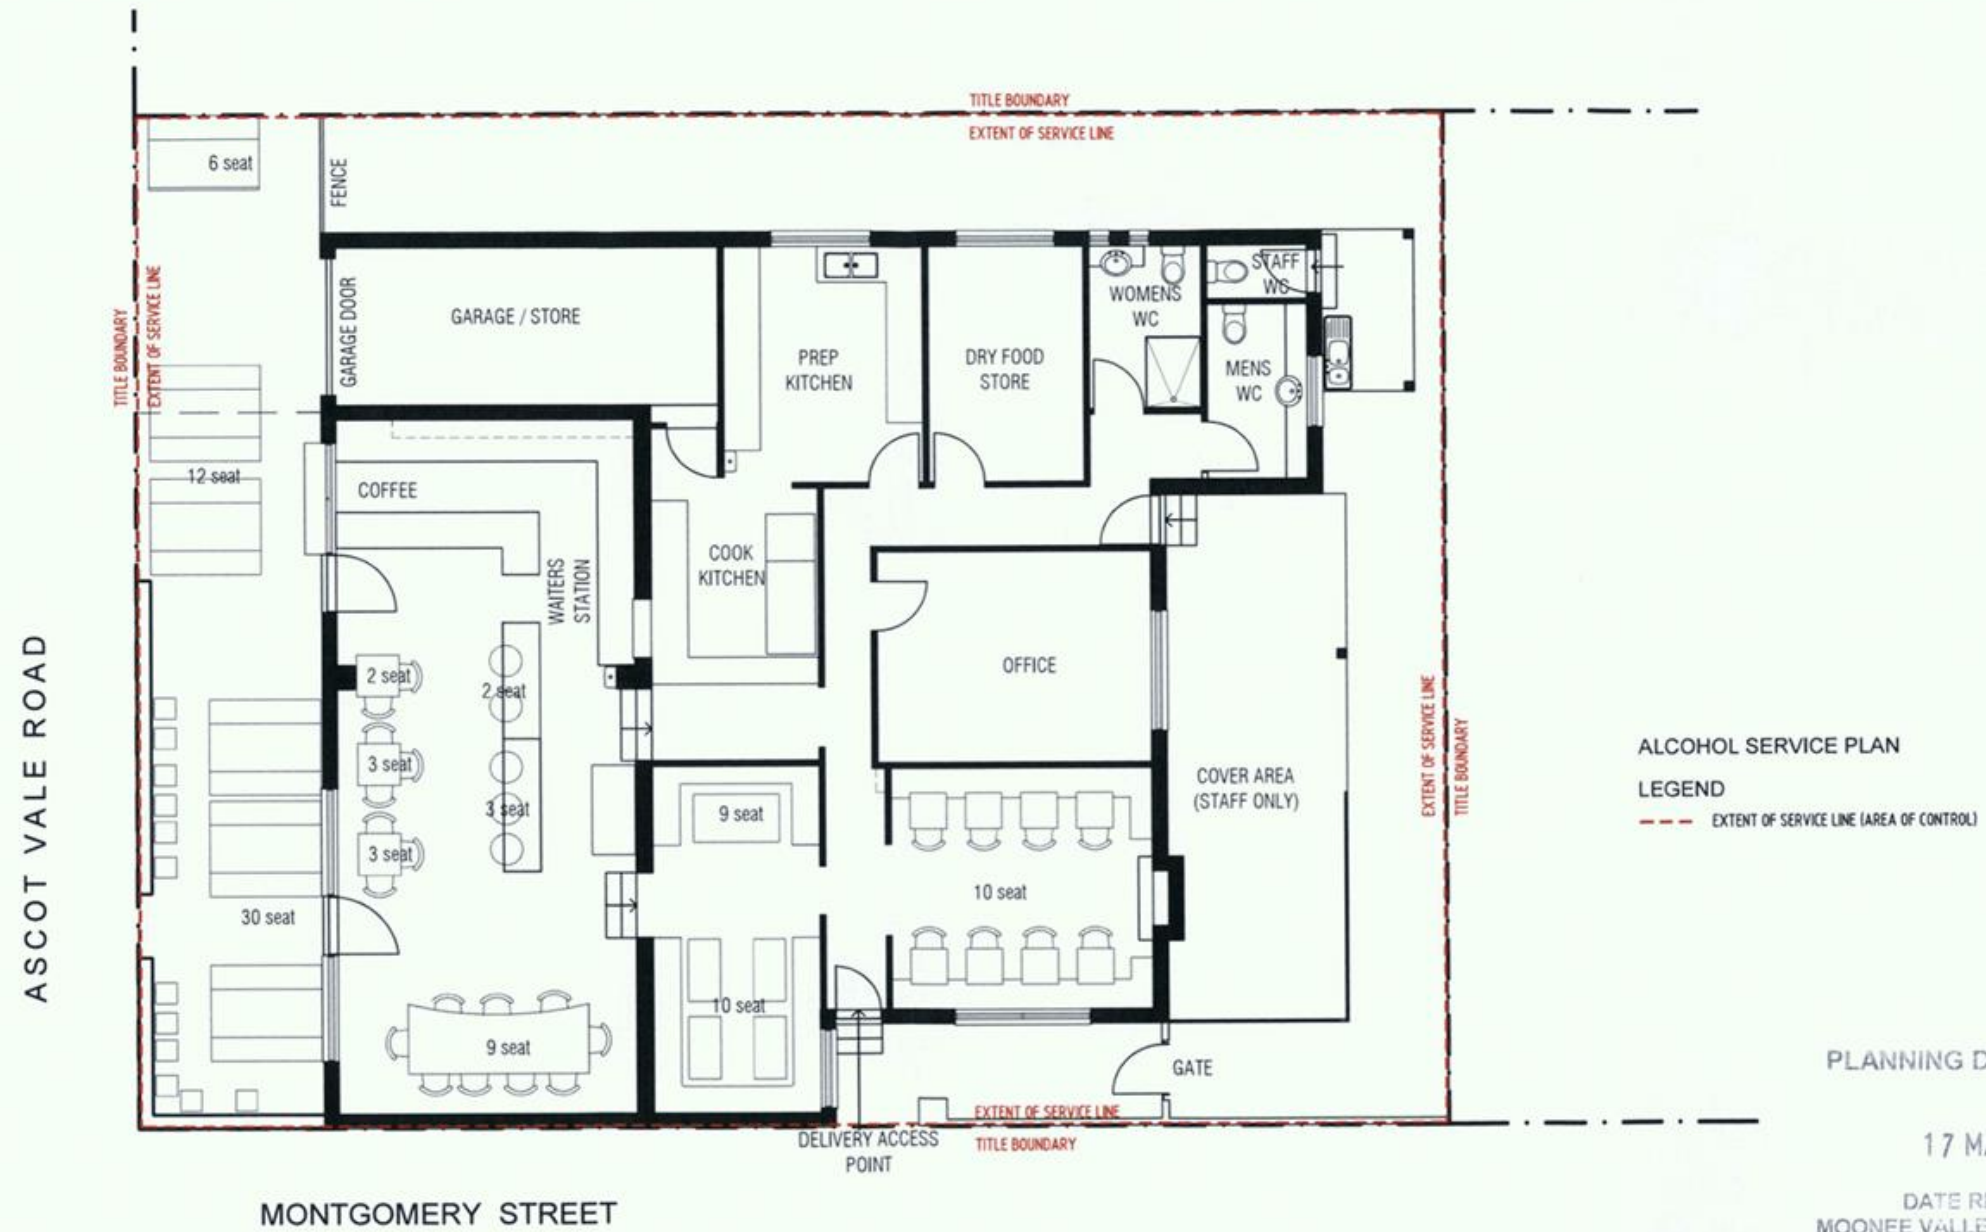 TITLE BOUNDARY
EXTENT OF SERVICE LINE
6 seat
FENCE
TITLE BOUNDARY
EXTENT OF SERVICE LINE
GARAGE DOOR
GARAGE / STORE
PREP
KITCHEN
DRY FOOD
STORE
WOMENS
WC
STAFF
WC
MENS
WC
12 seat
COFFEE
WAITERS
STATION
COOK
KITCHEN
OFFICE
ASCOT VALE ROAD
2 seat
2 seat
3 seat
3 seat
3 seat
9 seat
10 seat
COVER AREA
(STAFF ONLY)
EXTENT OF SERVICE LINE
TITLE BOUNDARY
ALCOHOL SERVICE PLAN
LEGEND
EXTENT OF SERVICE LINE (AREA OF CONTROL)
30 seat
9 seat
10 seat
GATE
EXTENT OF SERVICE LINE
TITLE BOUNDARY
DELIVERY ACCESS
POINT
MONTGOMERY STREET
PLANNING
17
DATE
MOONEE